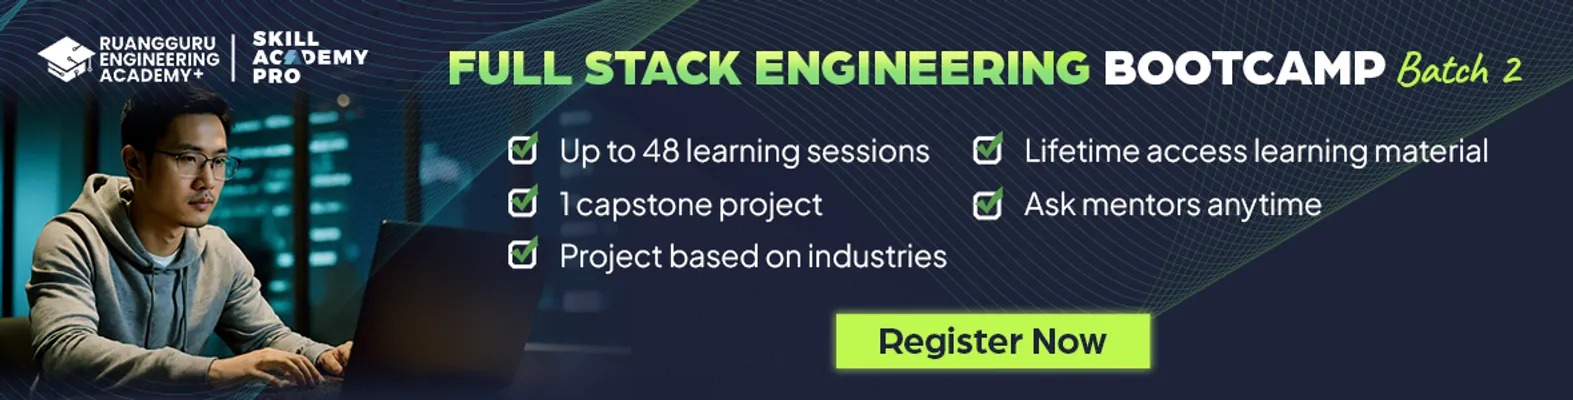 RUANGGURU
ENGINEERING
ACADEMY+
SKILL
ACADEMY
PRO
FULL STACK ENGINEERING BOOTCAMP Batch 2
Up to 48 learning sessions
1 capstone project
Project based on industries
Lifetime access learning material
Ask mentors anytime
Register Now